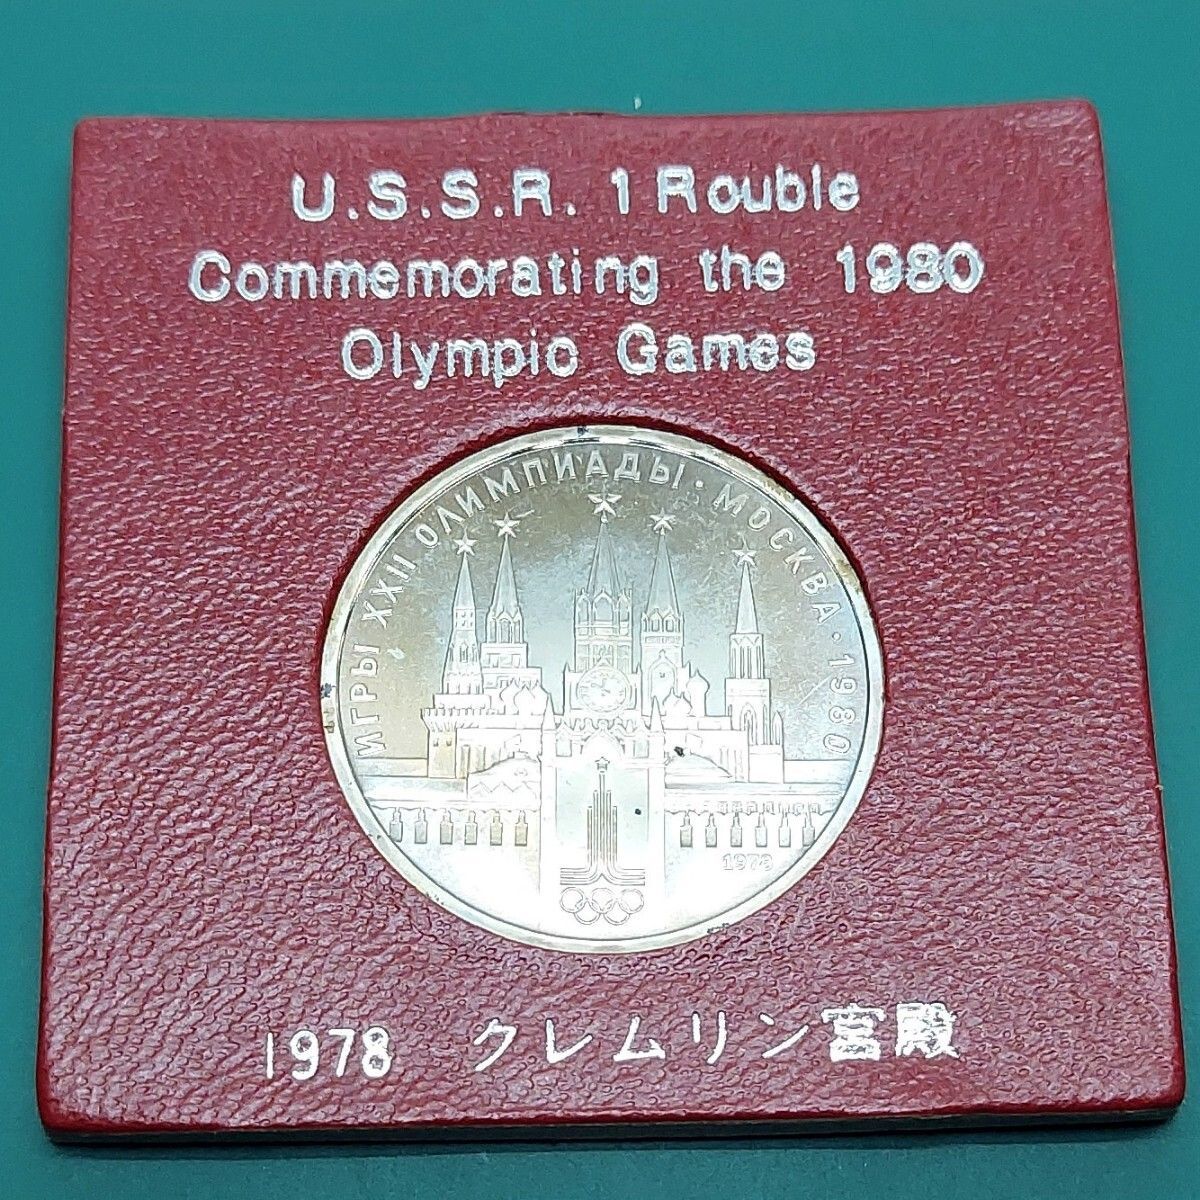 U.S.S.R. 1 Rouble
Commemorating the 1980
Olympic Games
ИГРЫ XXII ОЛИМПИАДЫ · МОСКВА · 1980
1978
1978 クレムリン宮殿